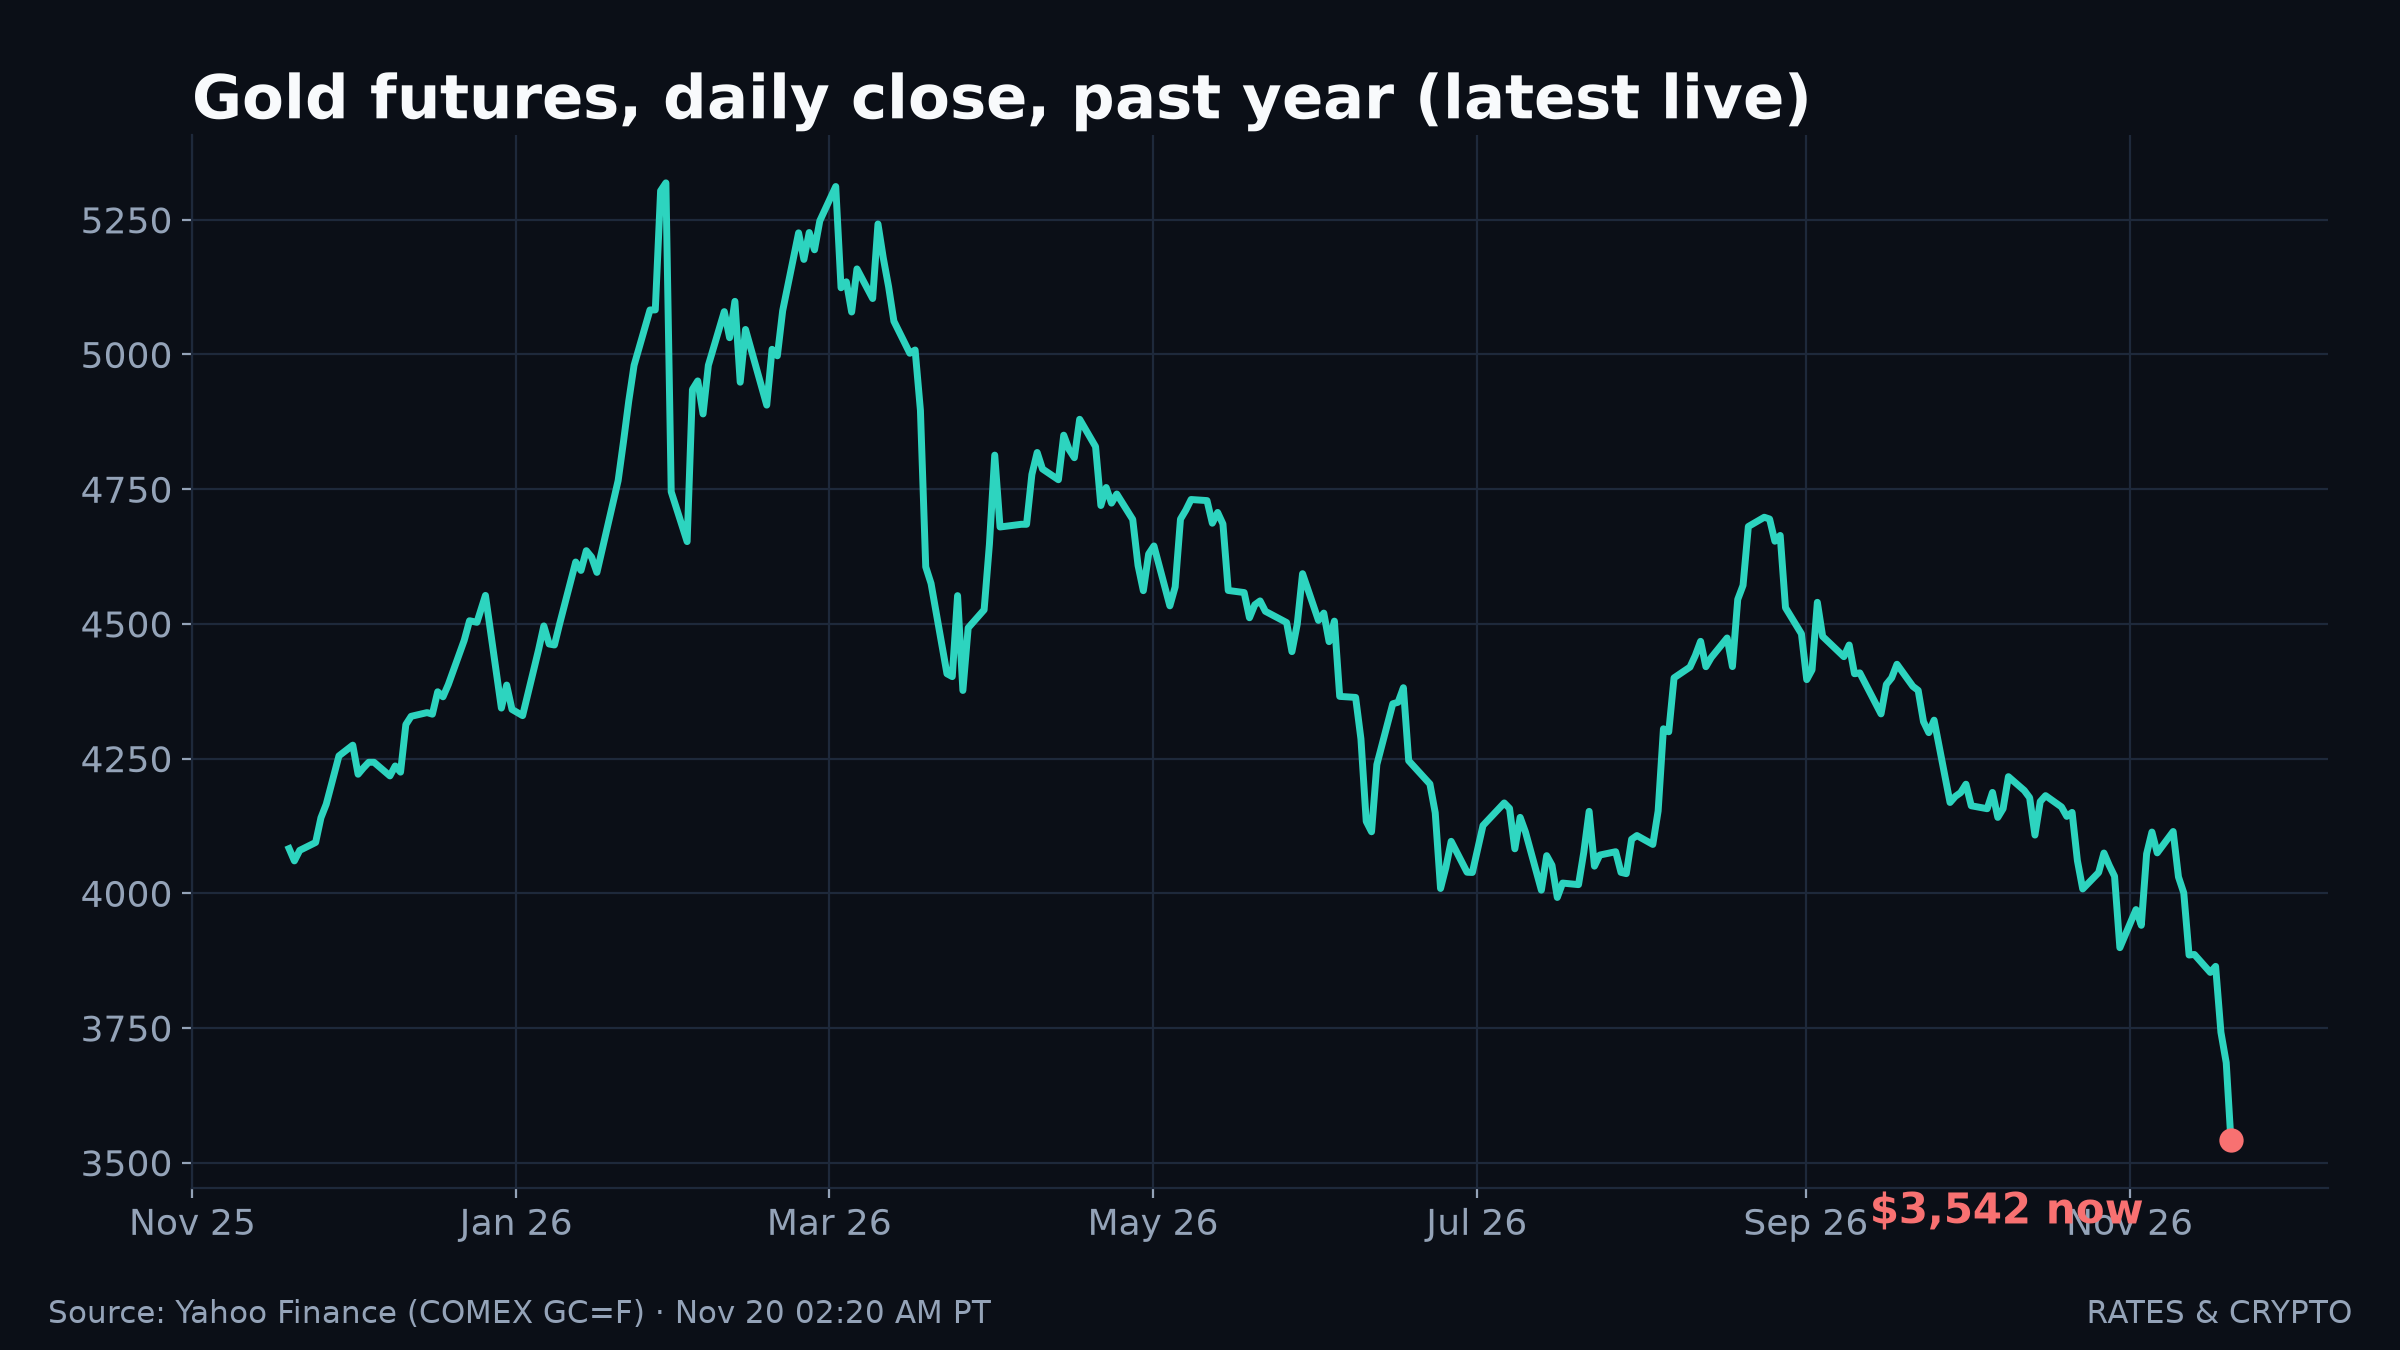 Gold futures, daily close, past year (latest live)
5250
5000
4750
4500
4250
4000
3750
3500
Nov 25 Jan 26 Mar 26 May 26 Jul 26 Sep 26 Nov 26
$3,542 now
Source: Yahoo Finance (COMEX GC=F) · Nov 20 02:20 AM PT
RATES & CRYPTO